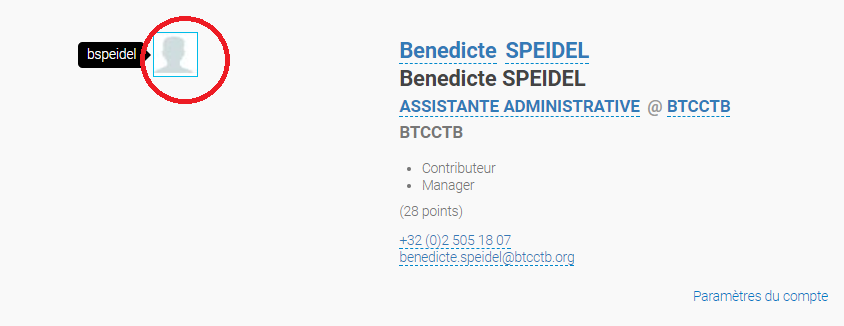 bspeidel
Benedicte SPEIDEL
Benedicte SPEIDEL
ASSISTANTE ADMINISTRATIVE @ BTCCTB
BTCCTB
• Contributeur
• Manager
(28 points)
+32 (0)2 505 18 07
benedicte.speidel@btcctb.org
Paramètres du compte